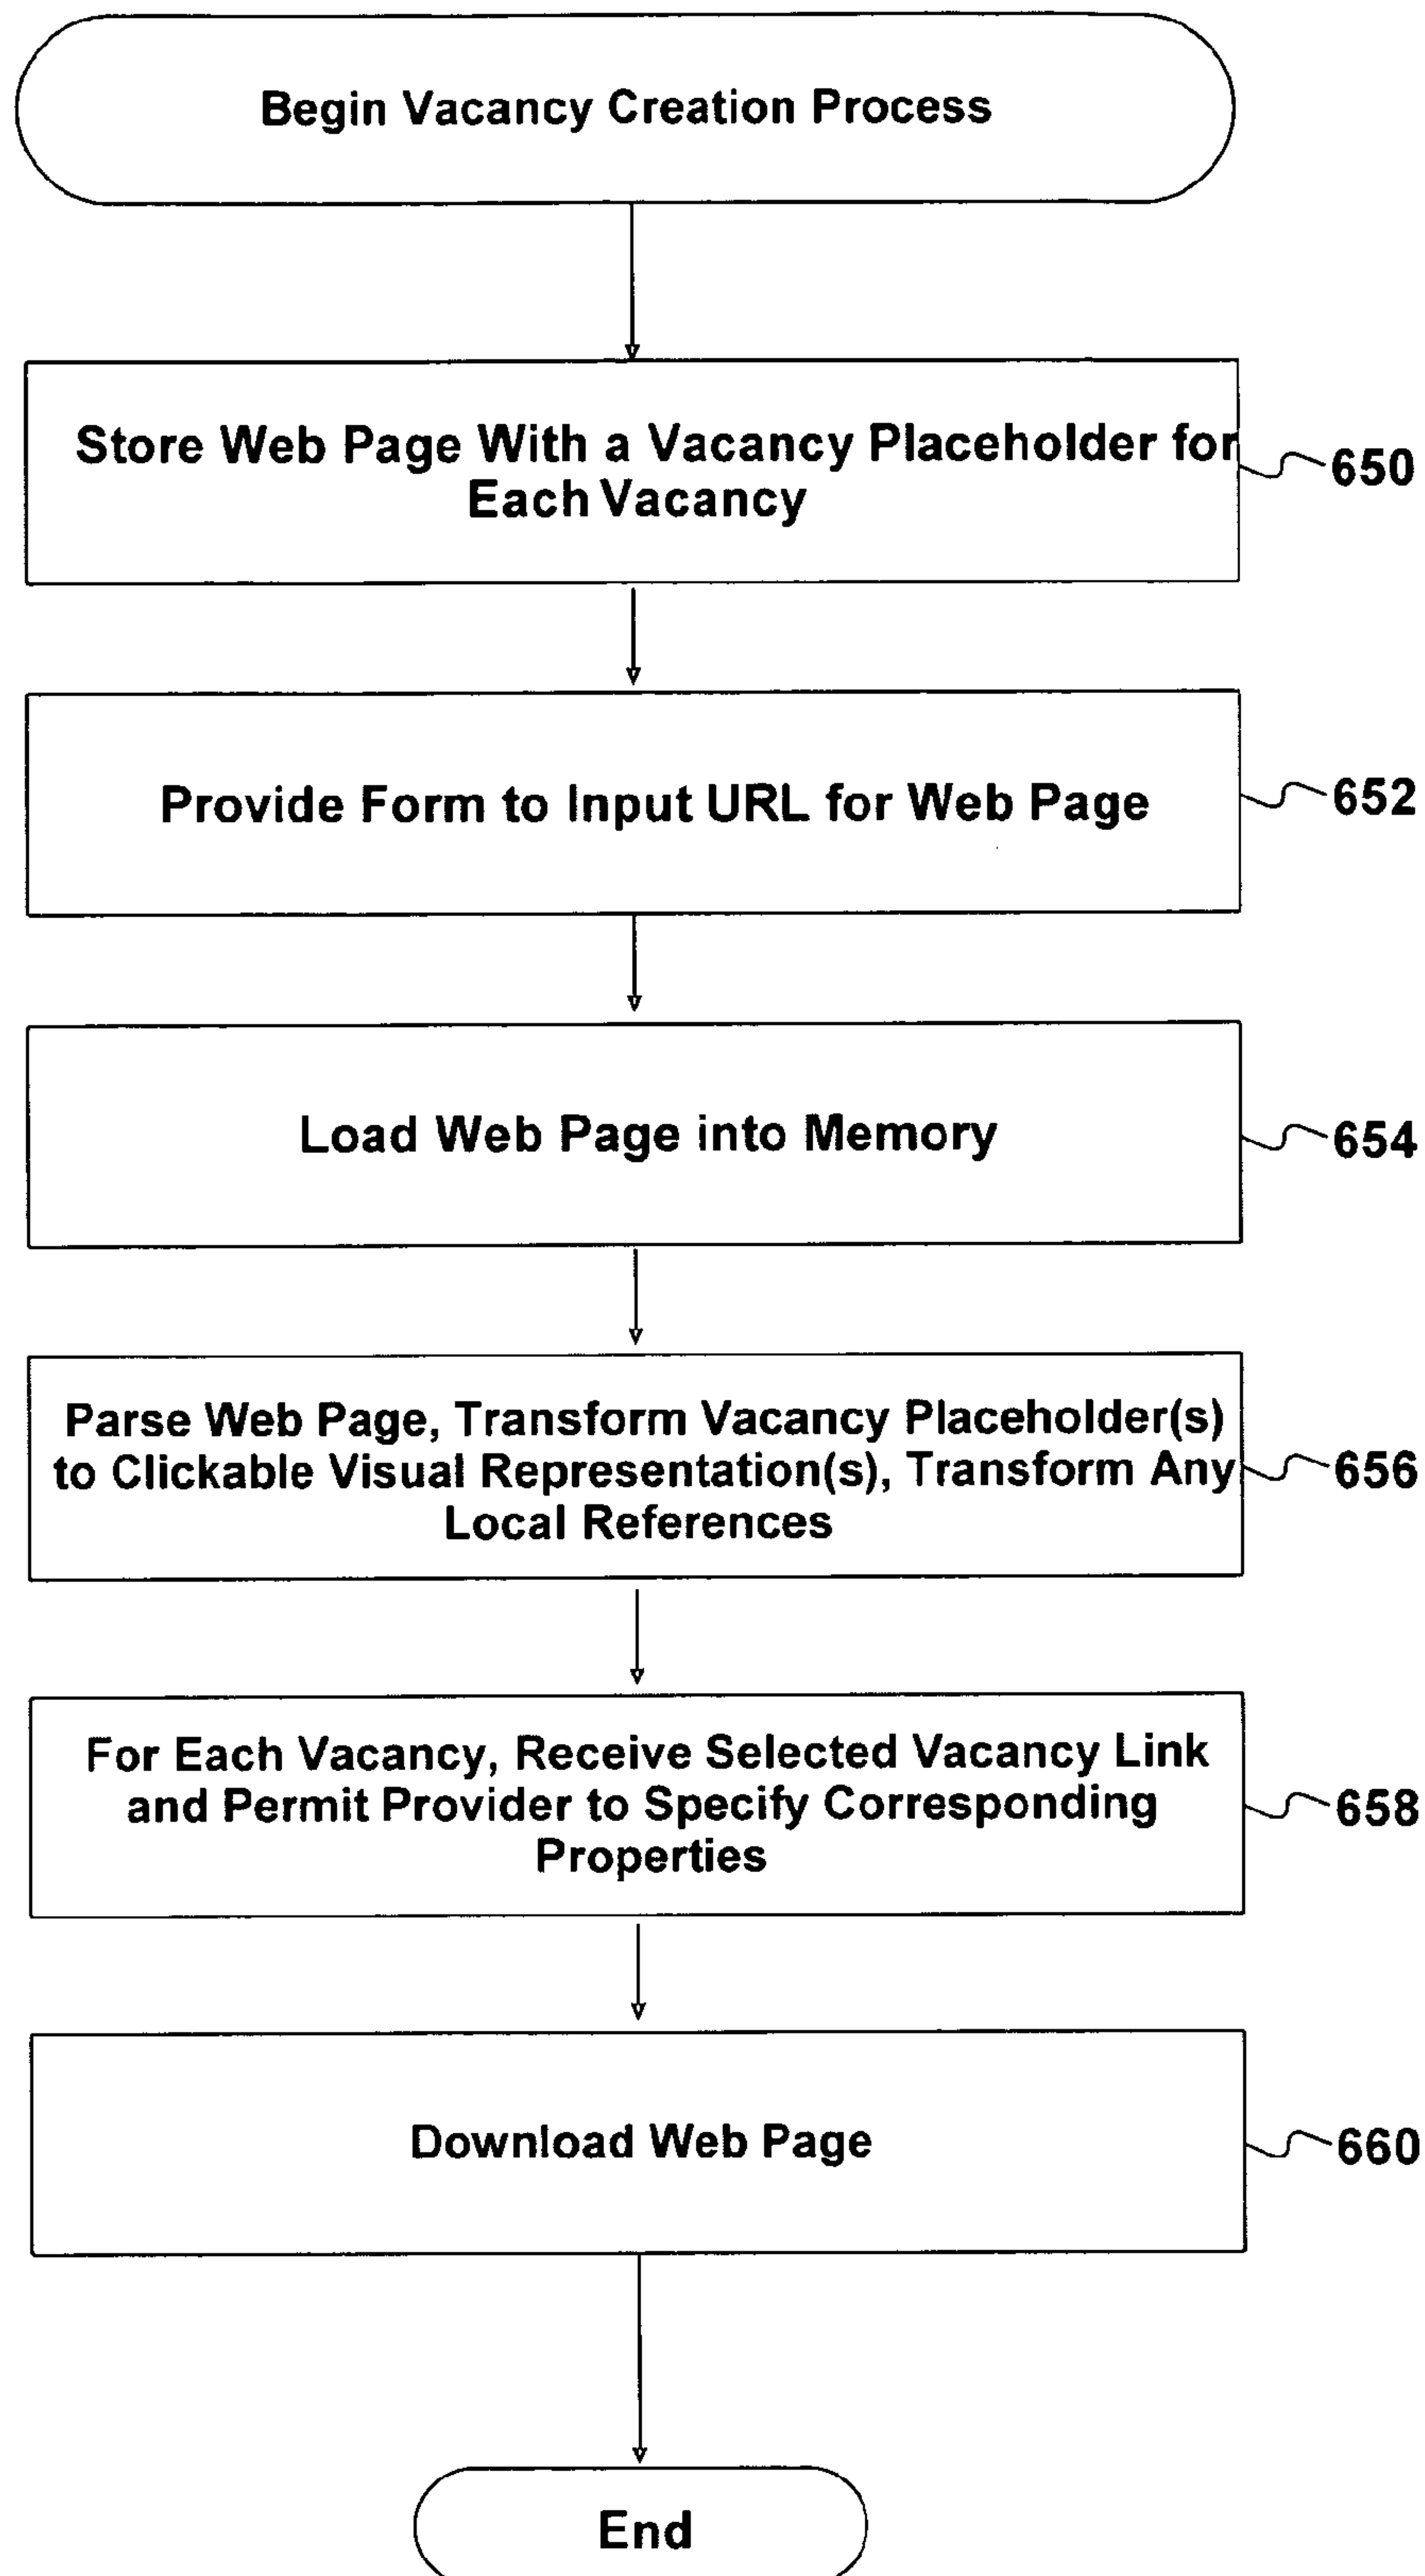 Begin Vacancy Creation Process
Store Web Page With a Vacancy Placeholder for
Each Vacancy
650
Provide Form to Input URL for Web Page
652
Load Web Page into Memory
654
Parse Web Page, Transform Vacancy Placeholder(s)
to Clickable Visual Representation(s), Transform Any
Local References
656
For Each Vacancy, Receive Selected Vacancy Link
and Permit Provider to Specify Corresponding
Properties
658
Download Web Page
660
End